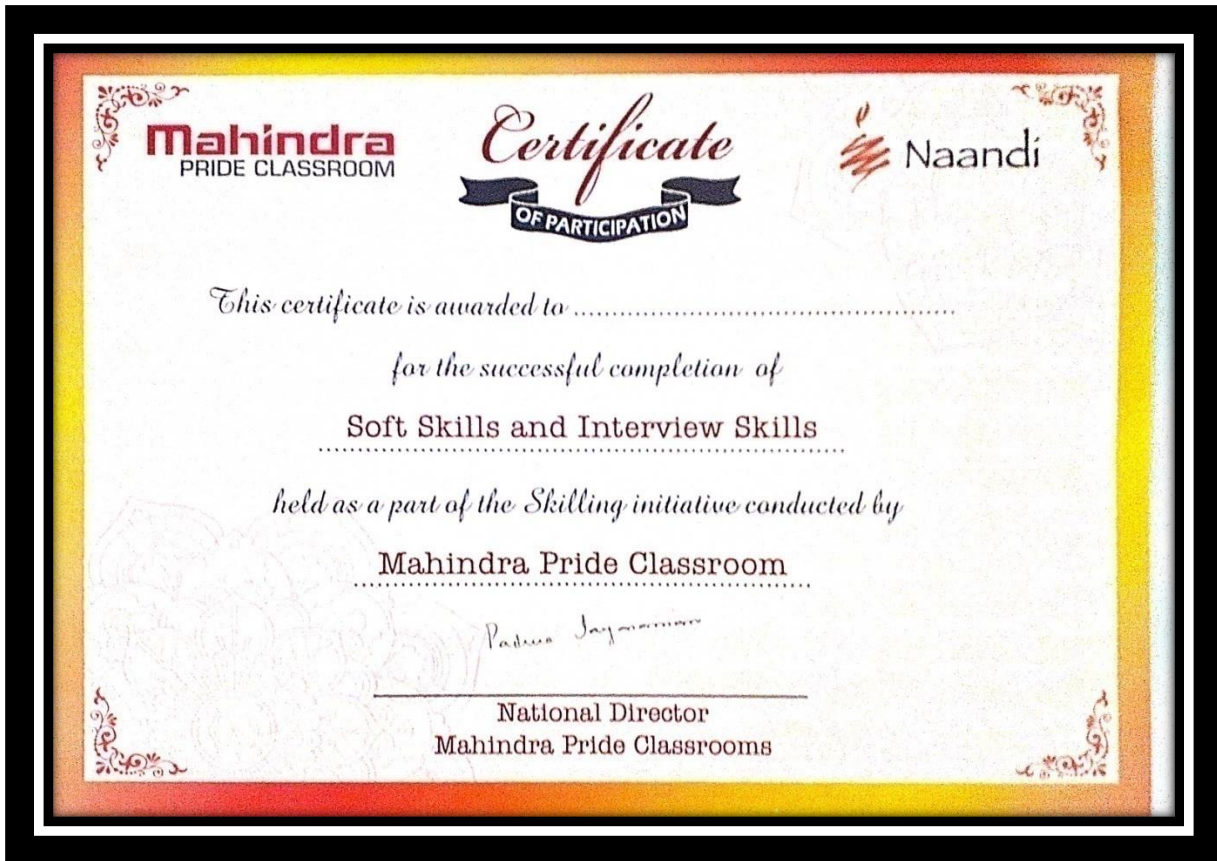 Mahindra
PRIDE CLASSROOM
Certificate
OF PARTICIPATION
Naandi
This certificate is awarded to ................................................
for the successful completion of
Soft Skills and Interview Skills
held as a part of the Skilling initiative conducted by
Mahindra Pride Classroom
Padma Jayaraman
National Director
Mahindra Pride Classrooms